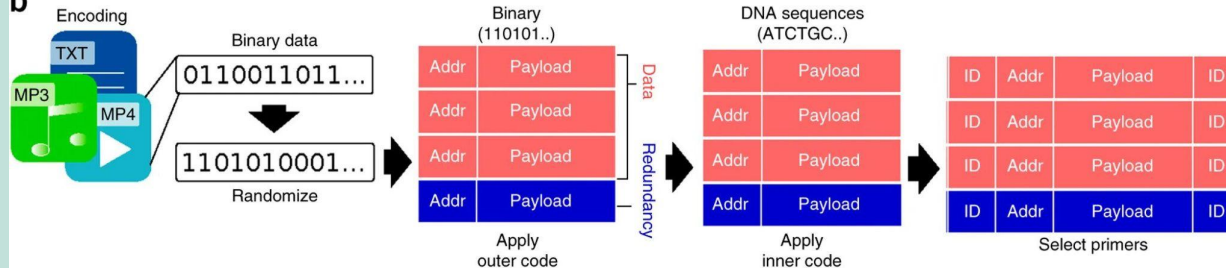 b
Encoding
TXT
MP3
MP4
Binary data
0110011011...
1101010001...
Randomize
Binary
(110101..)
Addr Payload
Addr Payload
Addr Payload
Addr Payload
Data
Redundancy
Apply
outer code
DNA sequences
(ATCTGC..)
Addr Payload
Addr Payload
Addr Payload
Addr Payload
Apply
inner code
ID Addr Payload ID
ID Addr Payload ID
ID Addr Payload ID
ID Addr Payload ID
Select primers